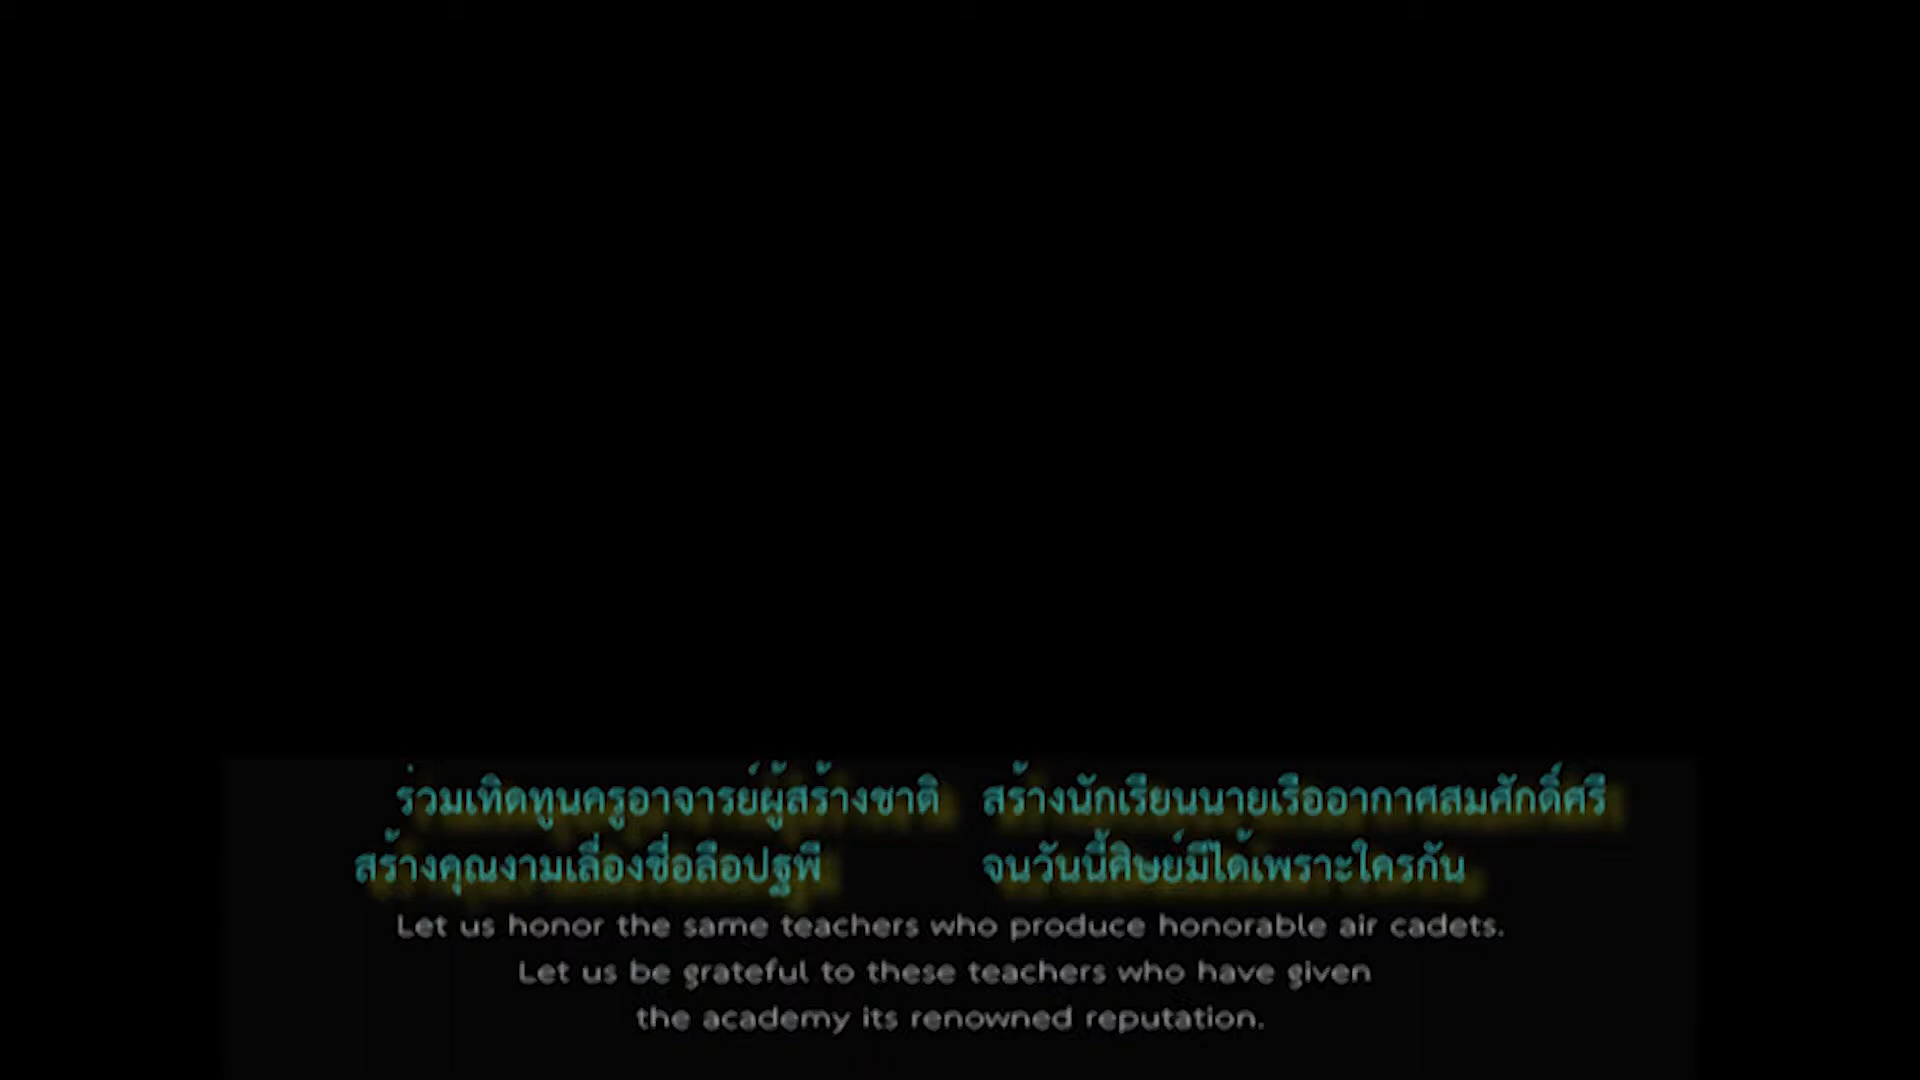 ร่วมเทิดทูนครูอาจารย์ผู้สร้างชาติ สร้างนักเรียนนายเรืออากาศสมศักดิ์ศรี
สร้างคุณงามเลื่องชื่อลือปฐพี จนวันนี้ศิษย์มีได้เพราะใครกัน
Let us honor the same teachers who produce honorable air cadets.
Let us be grateful to these teachers who have given
the academy its renowned reputation.